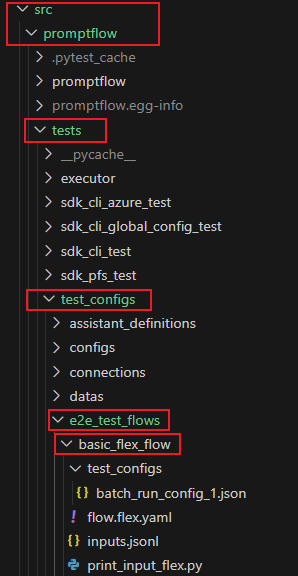 src
promptflow
.pytest_cache
promptflow
promptflow.egg-info
tests
__pycache__
executor
sdk_cli_azure_test
sdk_cli_global_config_test
sdk_cli_test
sdk_pfs_test
test_configs
assistant_definitions
configs
connections
datas
e2e_test_flows
basic_flex_flow
test_configs
{} batch_run_config_1.json
! flow.flex.yaml
{} inputs.jsonl
print_input_flex.py